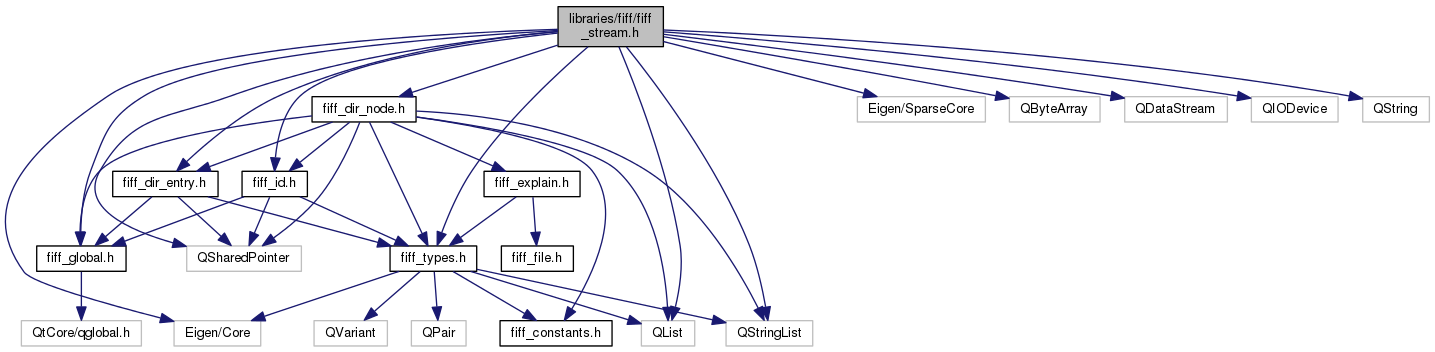 libraries/fiff/fiff
_stream.h
fiff_dir_node.h
Eigen/SparseCore
QByteArray
QDataStream
QIODevice
QString
fiff_dir_entry.h
fiff_id.h
fiff_explain.h
fiff_global.h
QSharedPointer
fiff_types.h
fiff_file.h
QtCore/qglobal.h
Eigen/Core
QVariant
QPair
fiff_constants.h
QList
QStringList